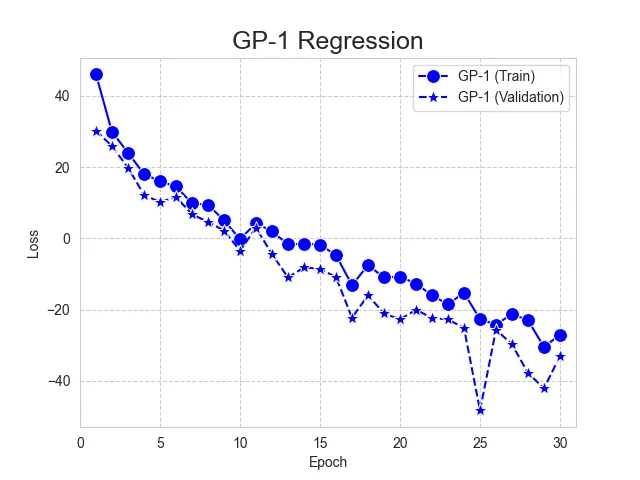 GP-1 Regression
GP-1 (Train)
GP-1 (Validation)
Loss
40
20
0
−20
−40
0 5 10 15 20 25 30
Epoch